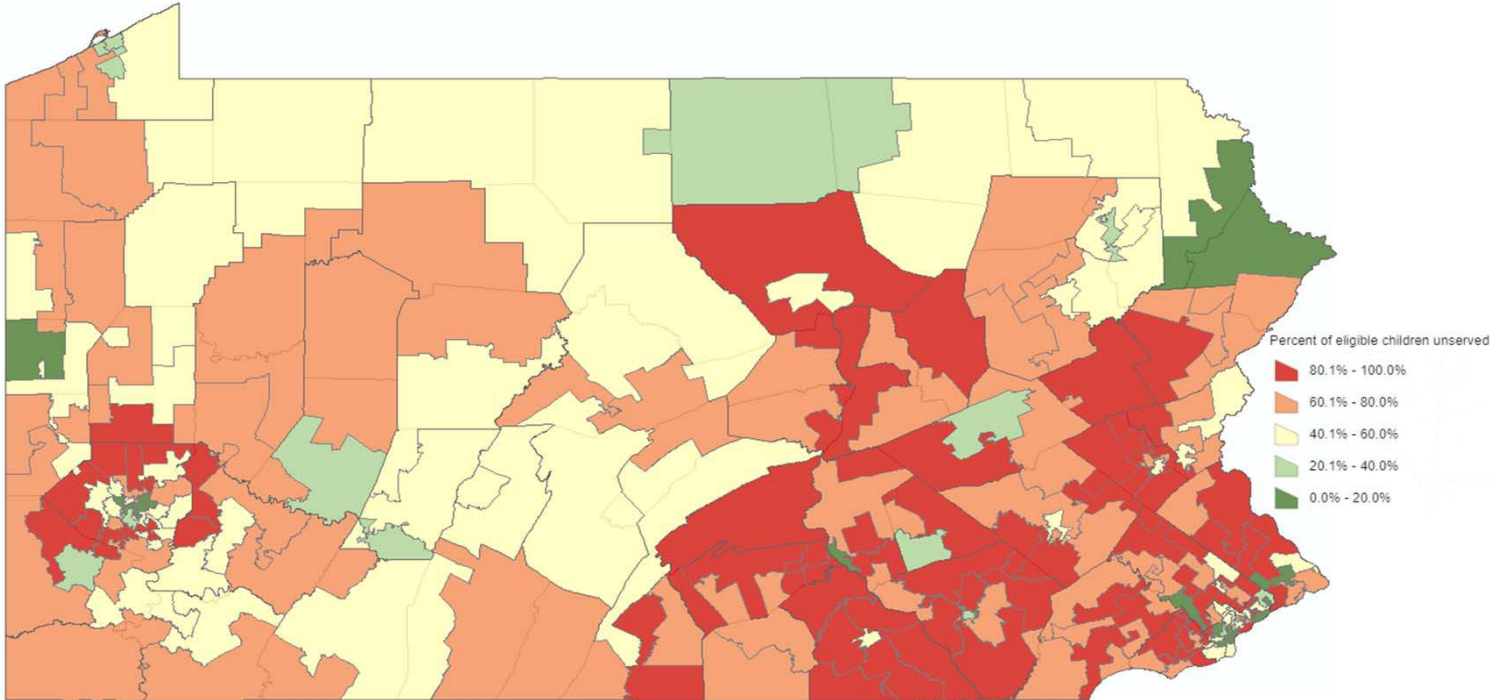 Percent of eligible children unserved
80.1% - 100.0%
60.1% - 80.0%
40.1% - 60.0%
20.1% - 40.0%
0.0% - 20.0%